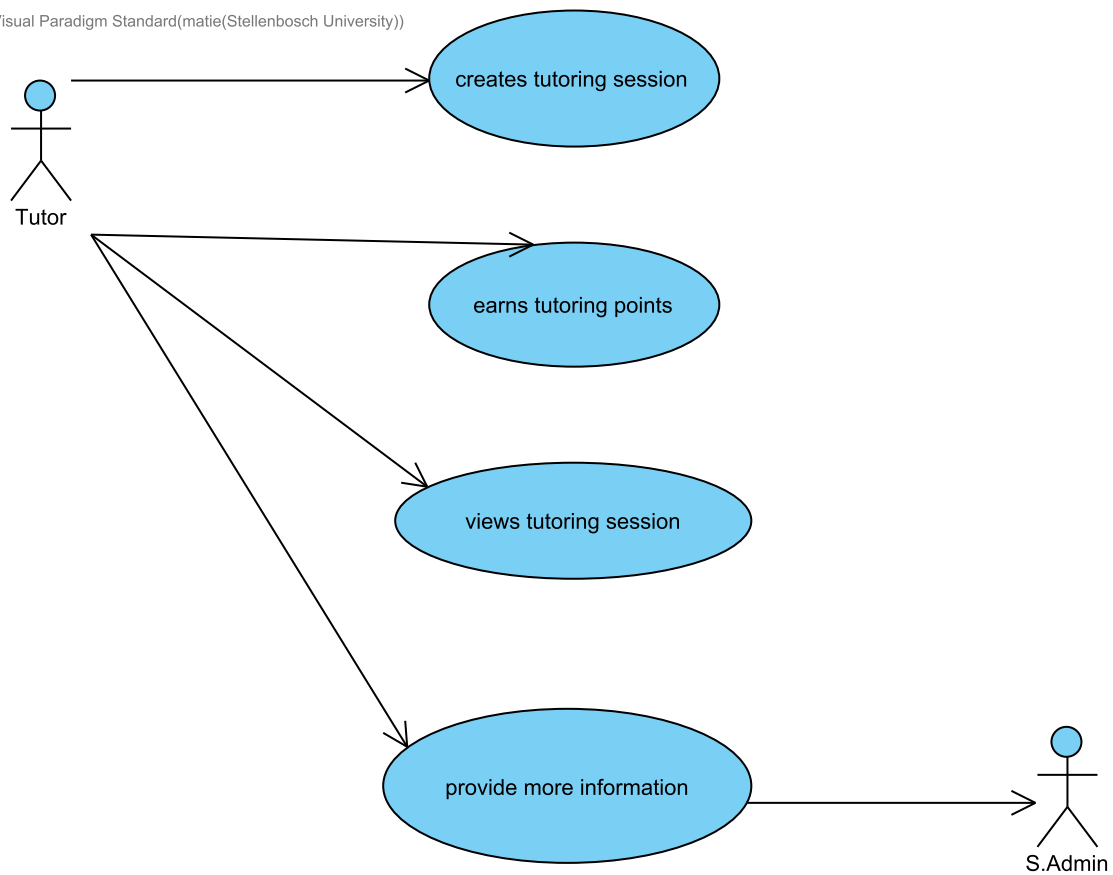 Visual Paradigm Standard(matie(Stellenbosch University))
creates tutoring session
Tutor
earns tutoring points
views tutoring session
provide more information
S.Admin